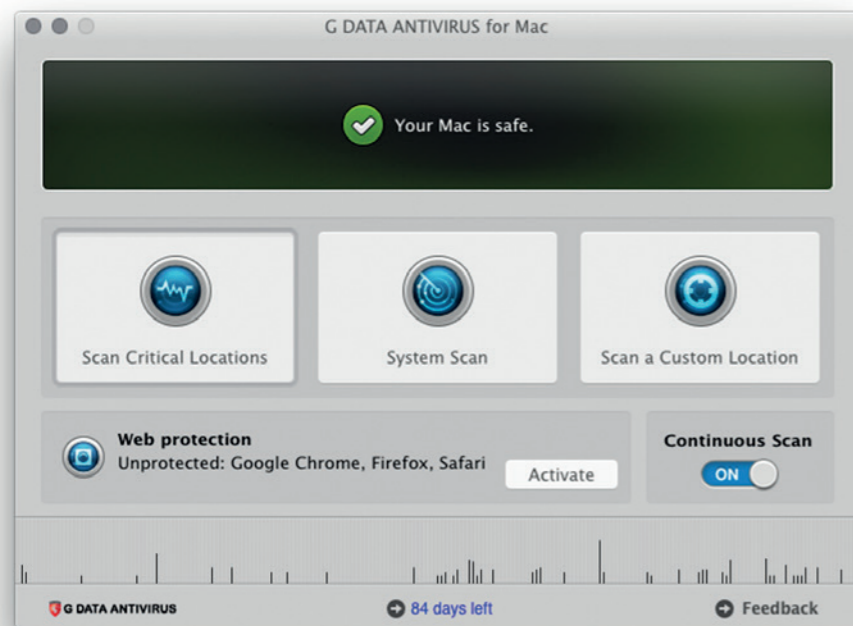 G DATA ANTIVIRUS for Mac
Your Mac is safe.
Scan Critical Locations
System Scan
Scan a Custom Location
Web protection
Unprotected: Google Chrome, Firefox, Safari
Activate
Continuous Scan
ON
G DATA ANTIVIRUS
84 days left
Feedback